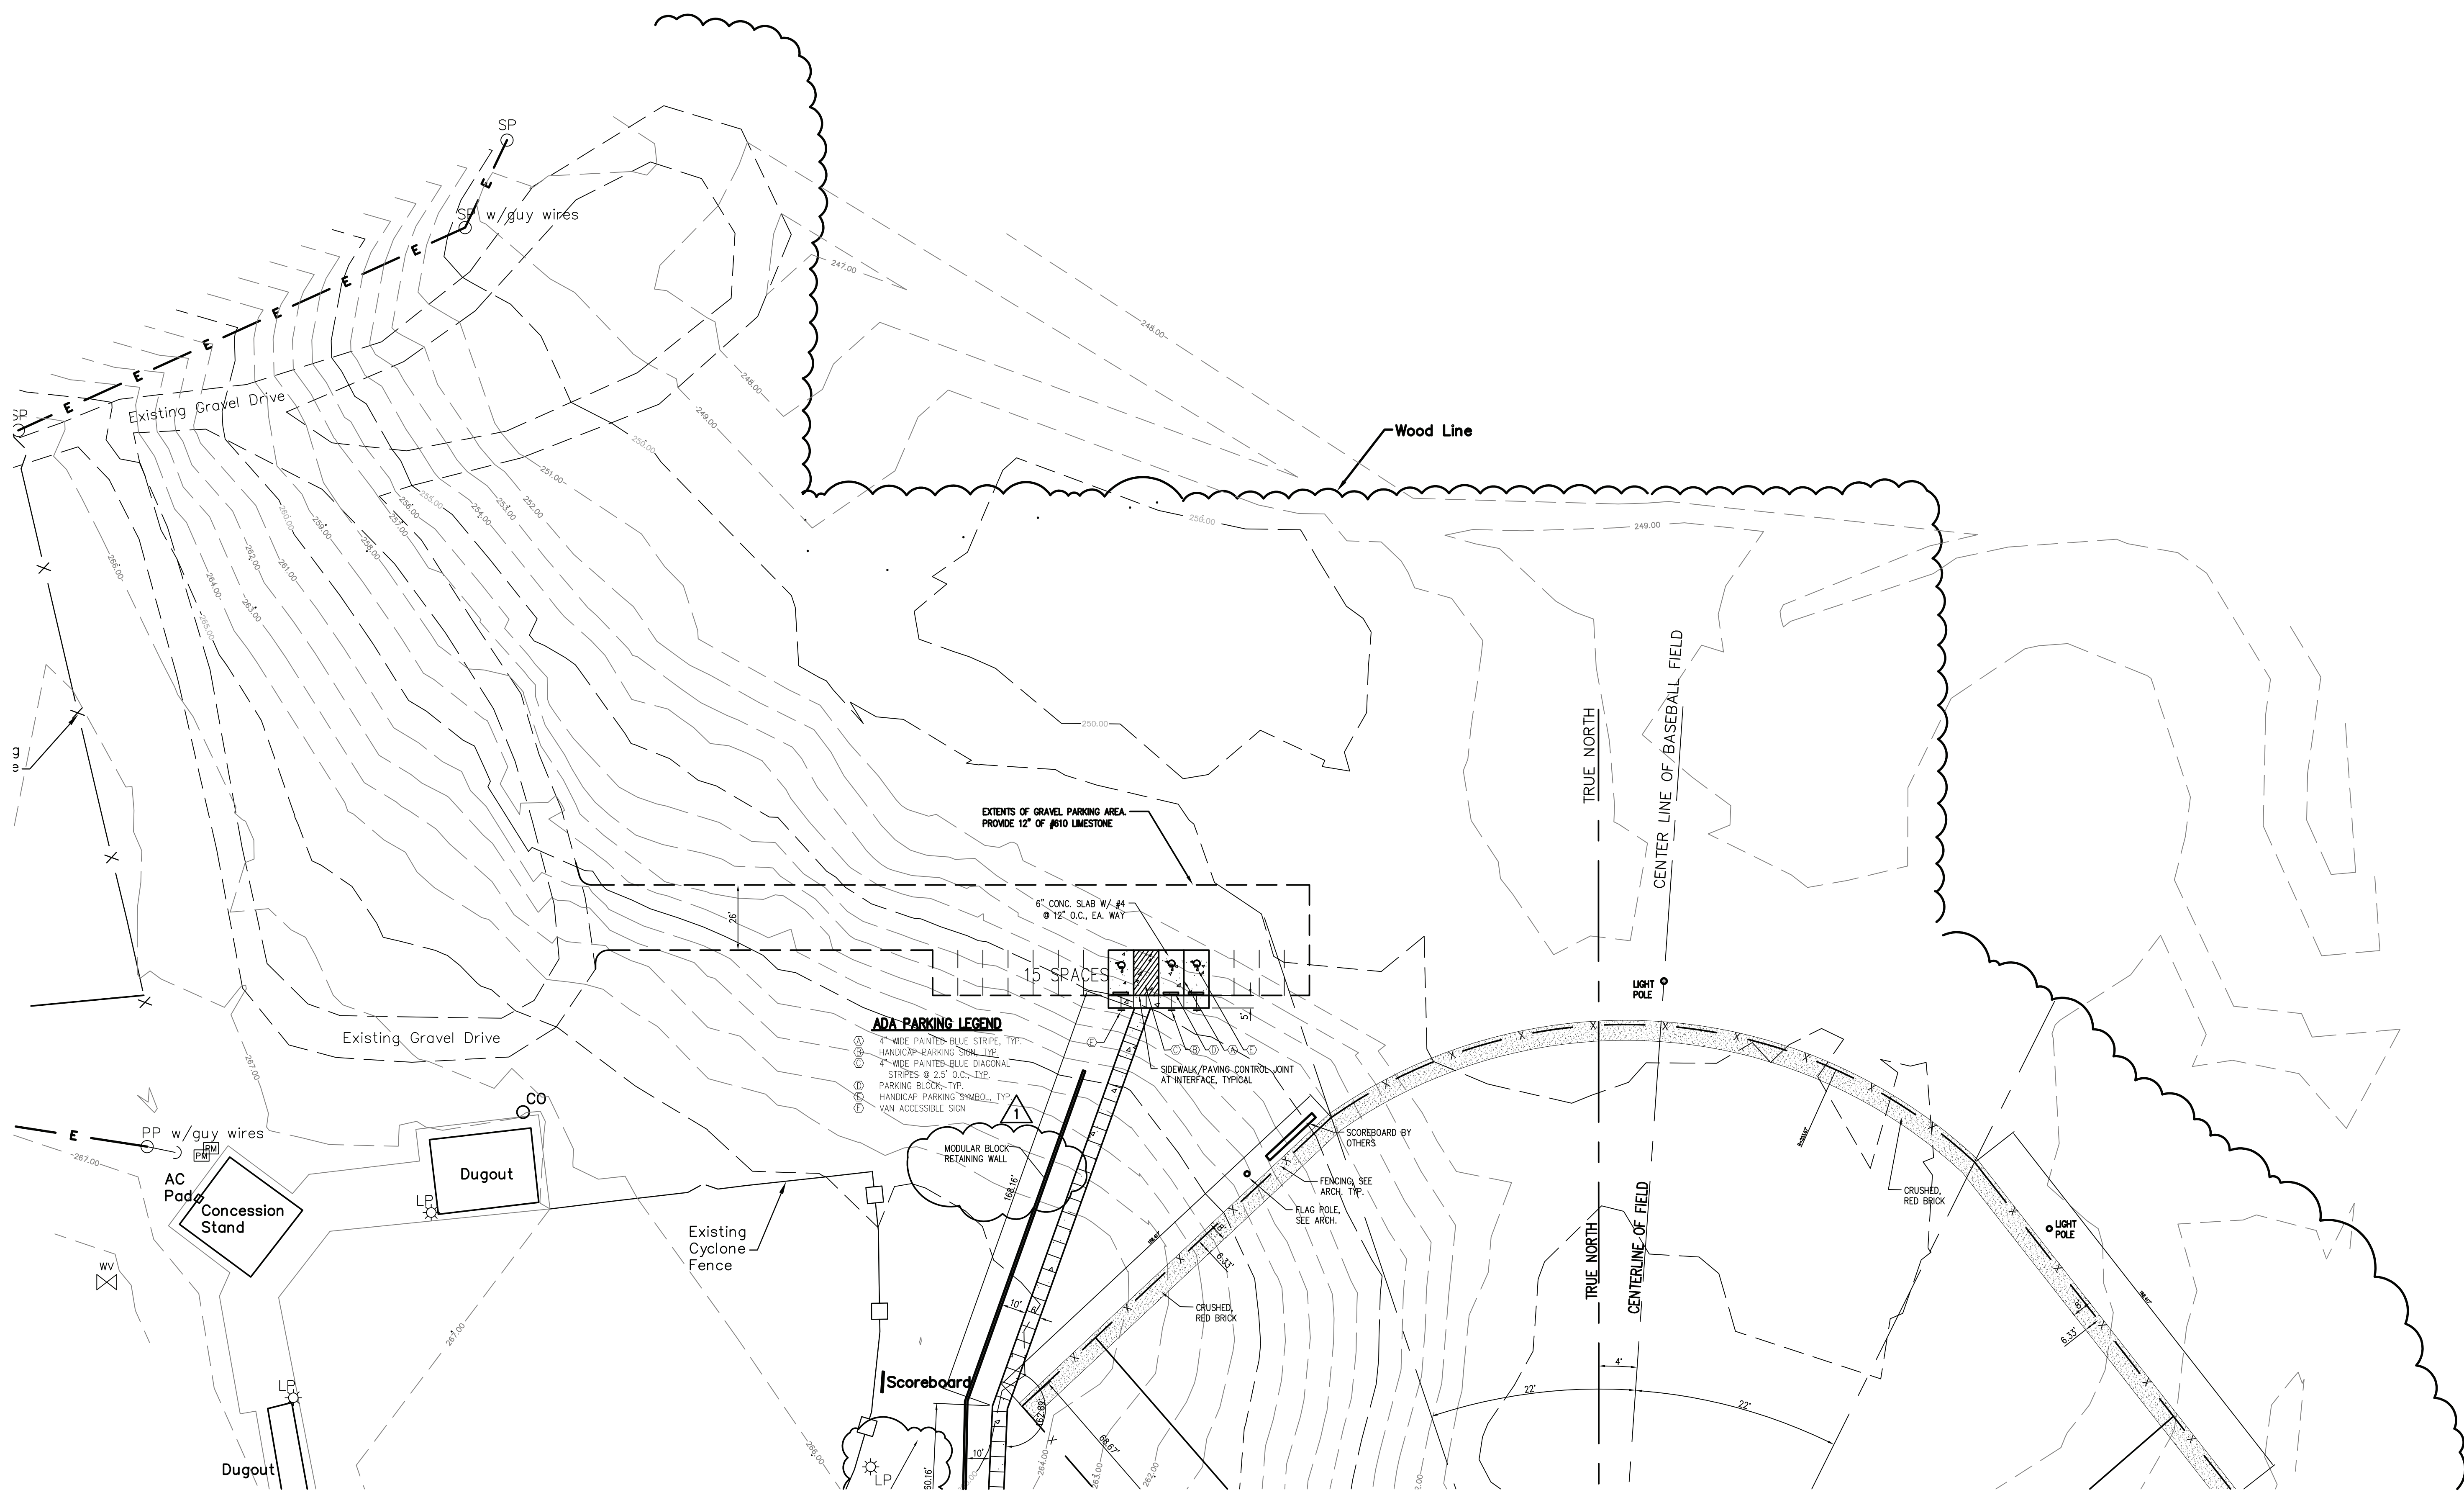 SP
E
SP w/guy wires
E
E
E
E
E
E
SP
Existing Gravel Drive
247.00
248.00
248.00
249.00
250.00
251.00
252.00
253.00
254.00
255.00
256.00
257.00
258.00
259.00
260.00
261.00
262.00
263.00
264.00
265.00
266.00
Wood Line
250.00
249.00
250.00
TRUE NORTH
CENTER LINE OF BASEBALL FIELD
EXTENTS OF GRAVEL PARKING AREA.
PROVIDE 12" OF #610 LIMESTONE
26'
6" CONC. SLAB W/ #4
@ 12" O.C., EA. WAY
15 SPACES
5'
LIGHT
POLE
Existing Gravel Drive
267.00
ADA PARKING LEGEND
A 4" WIDE PAINTED BLUE STRIPE, TYP.
B HANDICAP PARKING SIGN, TYP.
C 4" WIDE PAINTED BLUE DIAGONAL
STRIPES @ 2.5' O.C., TYP.
D PARKING BLOCK, TYP.
E HANDICAP PARKING SYMBOL, TYP.
F VAN ACCESSIBLE SIGN
C B D A E
SIDEWALK/PAVING CONTROL JOINT
AT INTERFACE, TYPICAL
1
MODULAR BLOCK
RETAINING WALL
168.16'
SCOREBOARD BY
OTHERS
FENCING, SEE
ARCH. TYP.
FLAG POLE,
SEE ARCH.
8'
6.33'
CRUSHED,
RED BRICK
CRUSHED,
RED BRICK
LIGHT
POLE
CO
PP w/guy wires
PM
PM
E
267.00
AC
Pad
Concession
Stand
Dugout
LP
WV
Existing
Cyclone
Fence
267.00
266.00
LP
Dugout
Scoreboard
LP
10'
6'
10'
162.89'
60.16'
68.67'
264.00
263.00
262.00
TRUE NORTH
CENTERLINE OF FIELD
4'
22'
22'
8'
6.33'